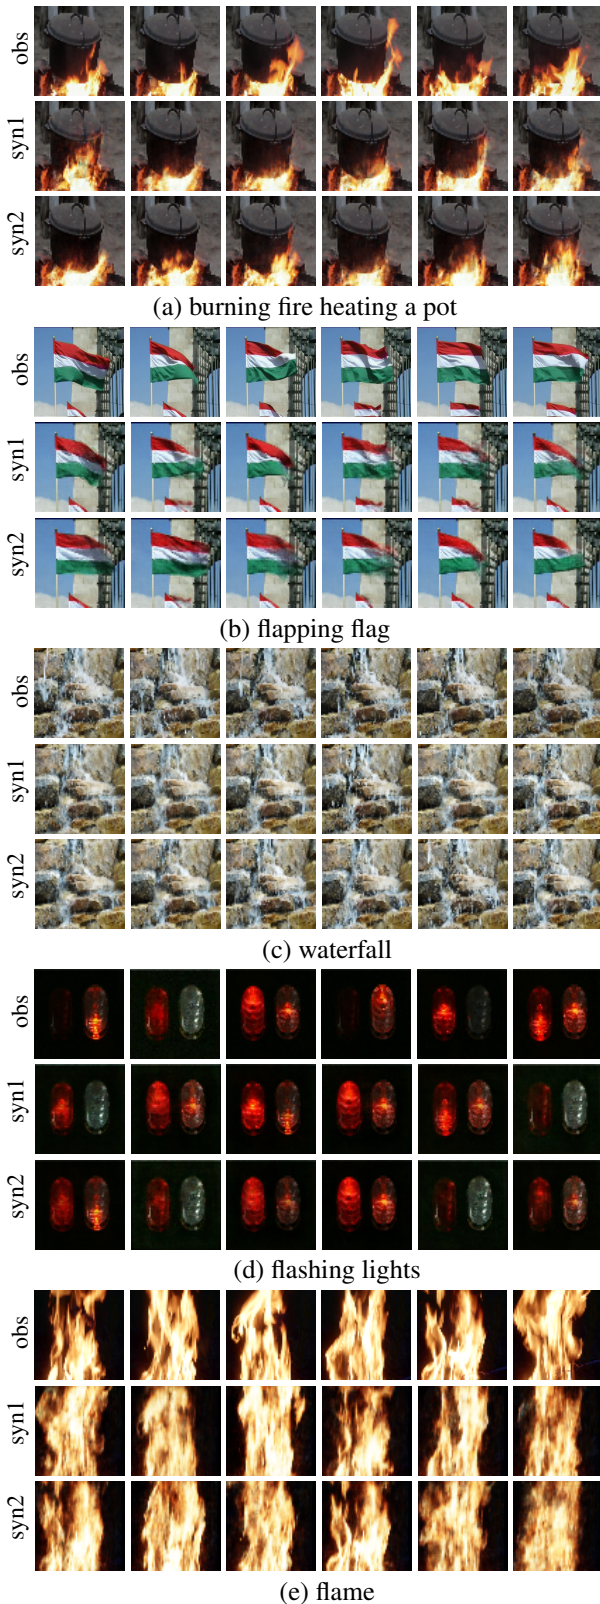 obs
syn1
syn2
(a) burning fire heating a pot
obs
syn1
syn2
(b) flapping flag
obs
syn1
syn2
(c) waterfall
obs
syn1
syn2
(d) flashing lights
obs
syn1
syn2
(e) flame